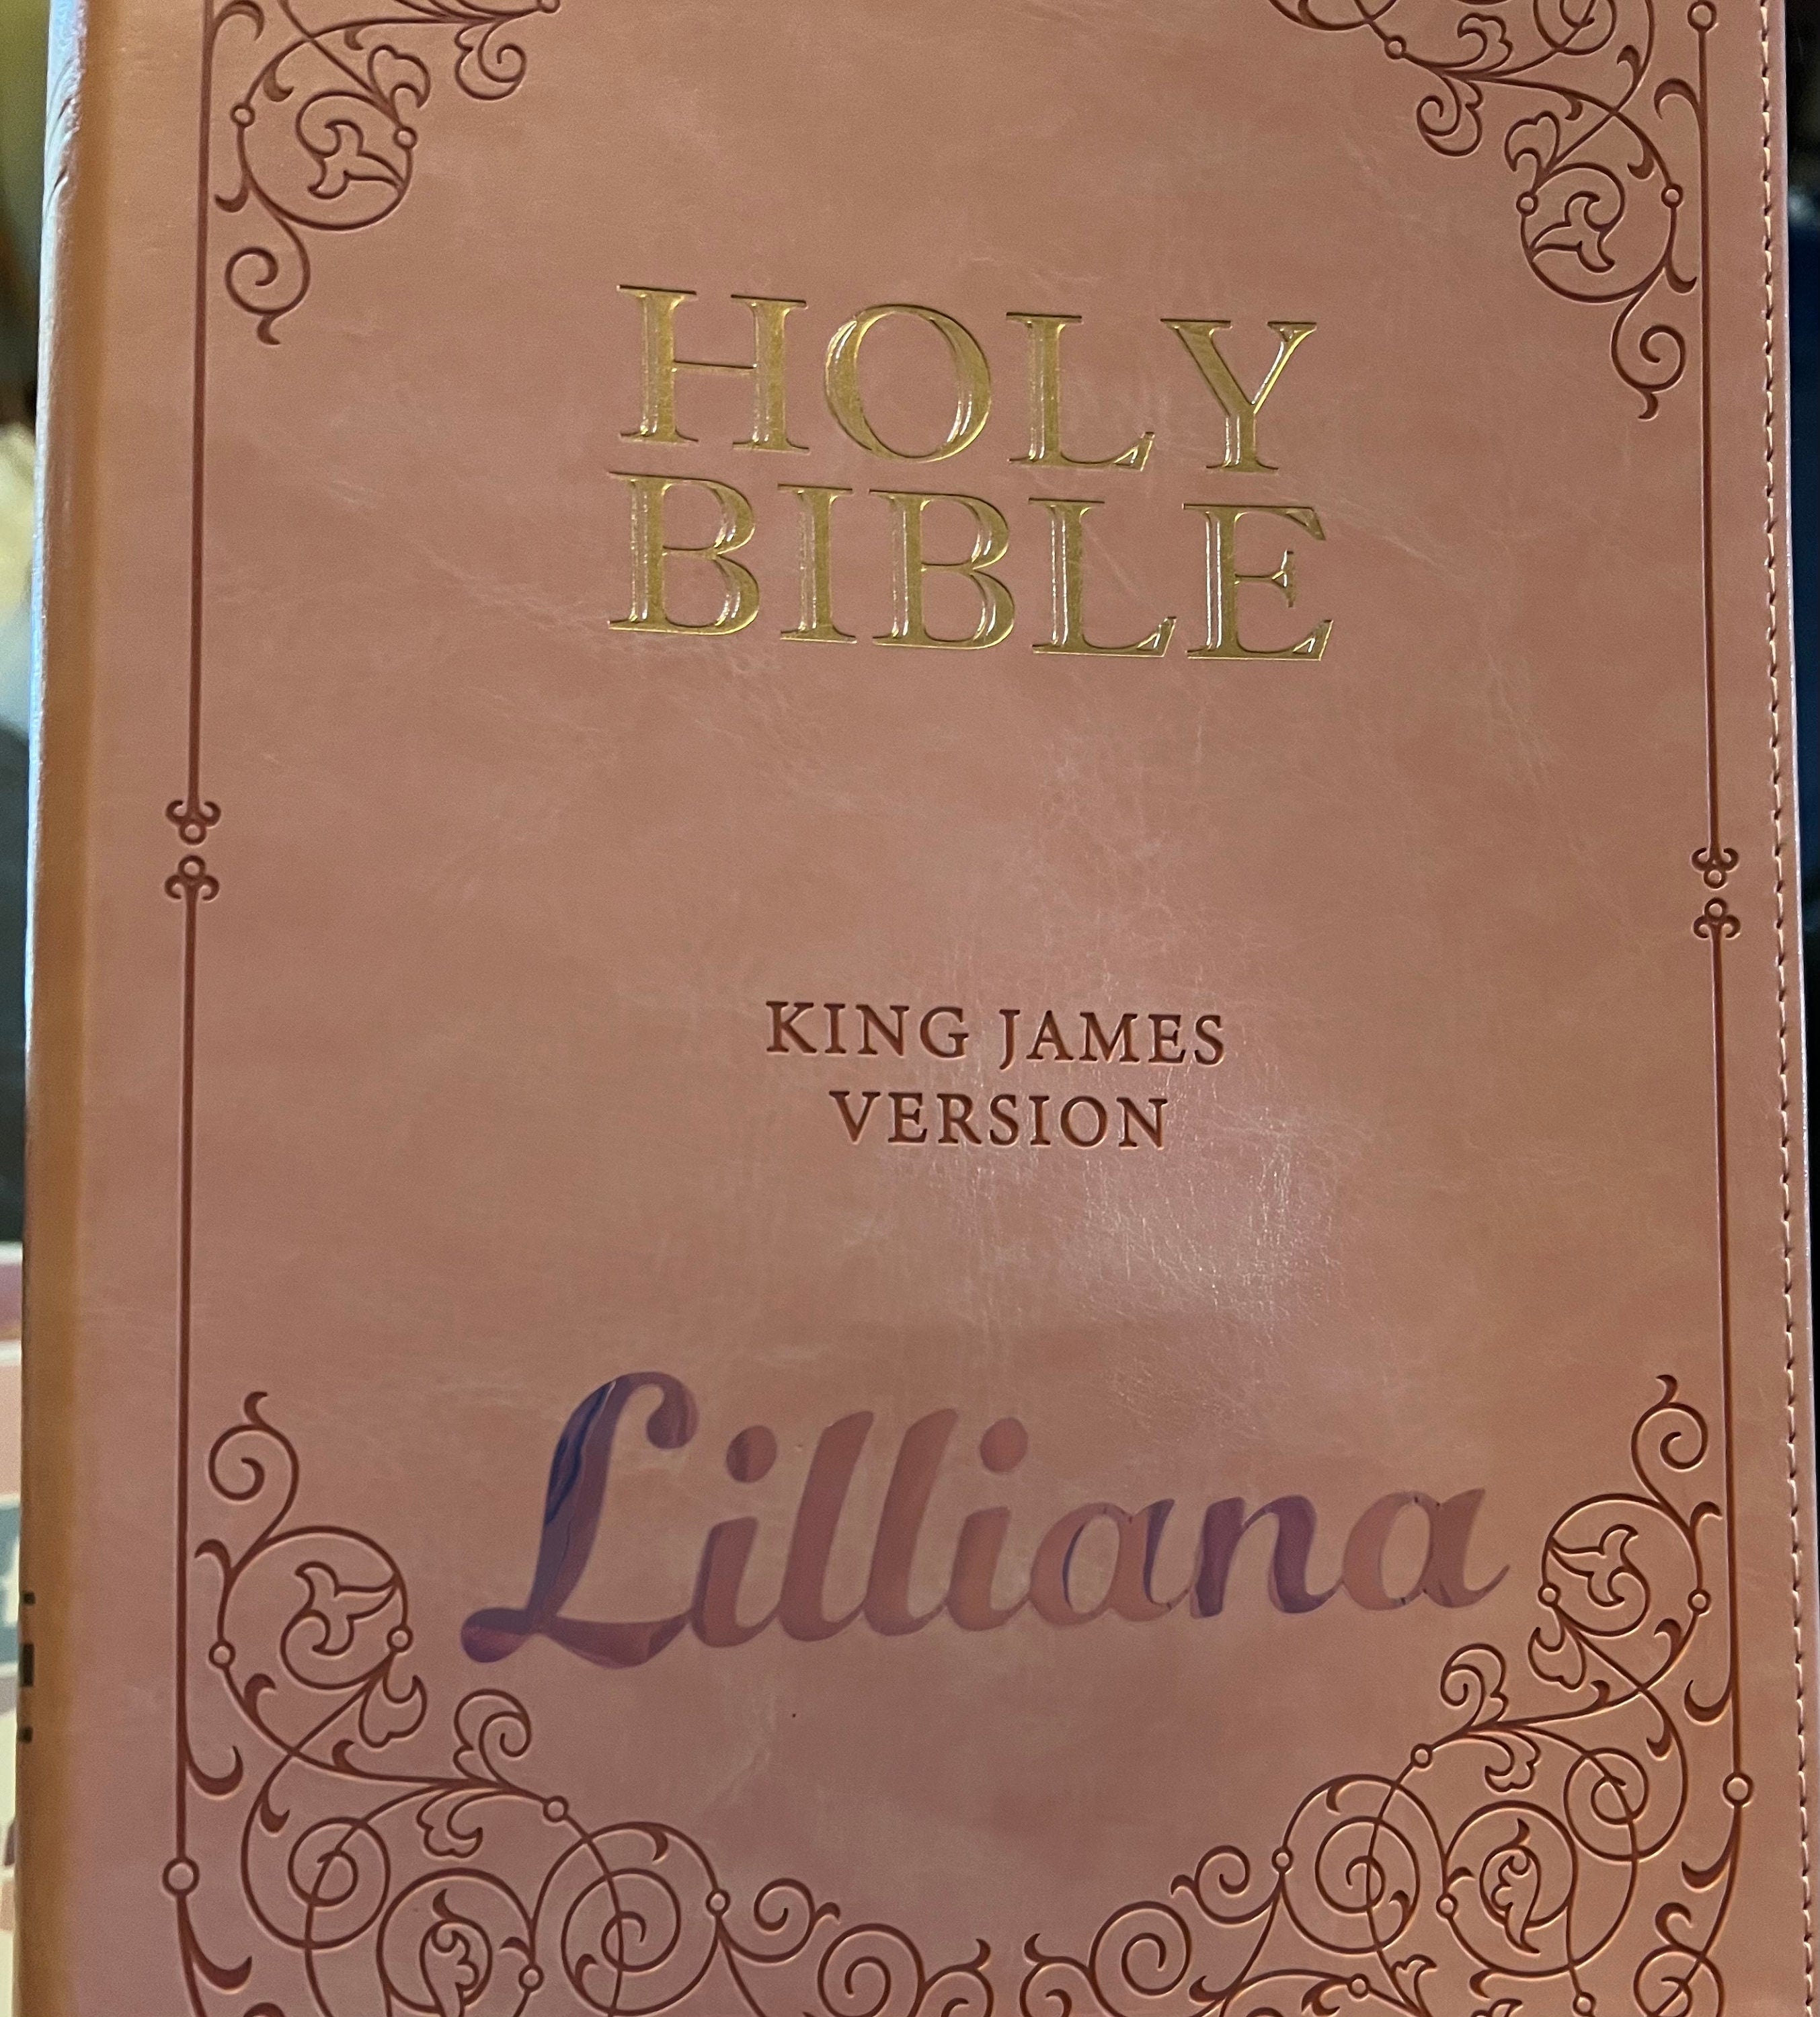 HOLY
BIBLE
KING JAMES
VERSION
Lilliana